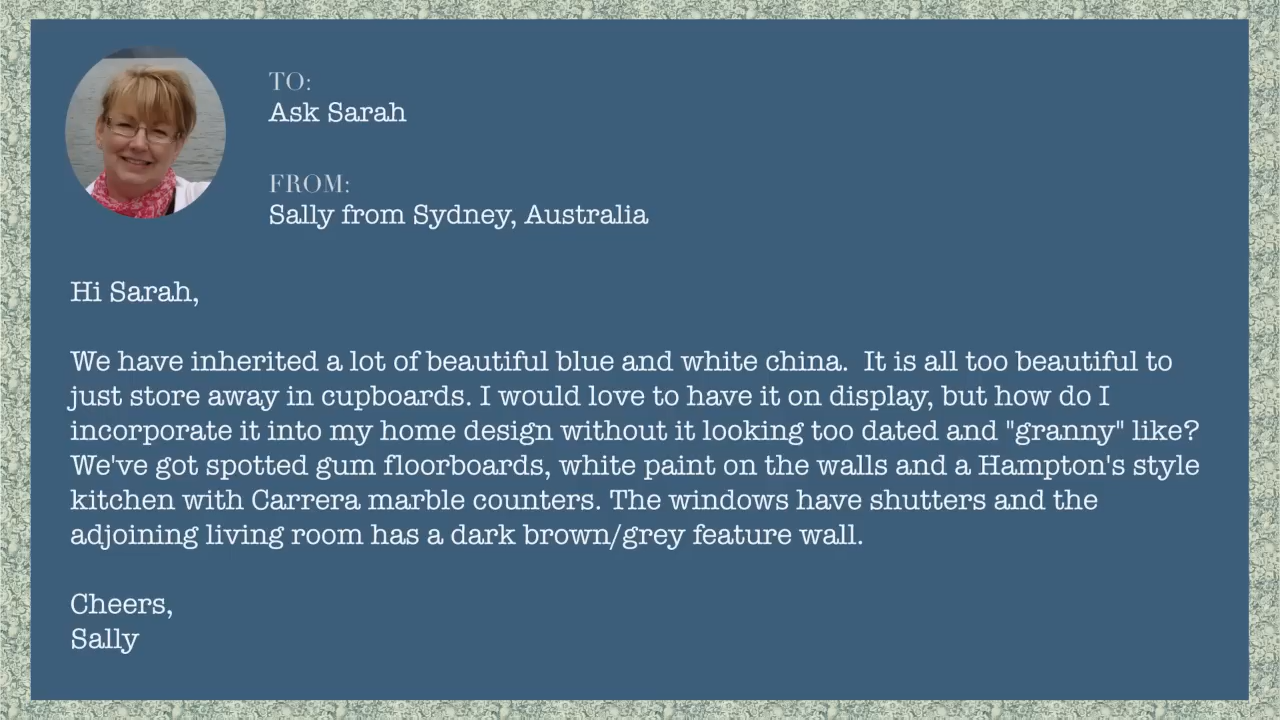 TO:
Ask Sarah
FROM:
Sally from Sydney, Australia
Hi Sarah,
We have inherited a lot of beautiful blue and white china.  It is all too beautiful to
just store away in cupboards. I would love to have it on display, but how do I
incorporate it into my home design without it looking too dated and "granny" like?
We've got spotted gum floorboards, white paint on the walls and a Hampton's style
kitchen with Carrera marble counters. The windows have shutters and the
adjoining living room has a dark brown/grey feature wall.
Cheers,
Sally